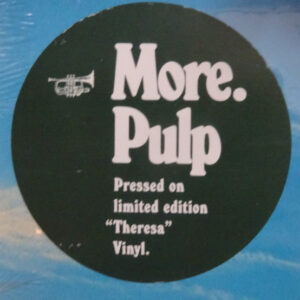 More.
Pulp
Pressed on
limited edition
“Theresa”
Vinyl.